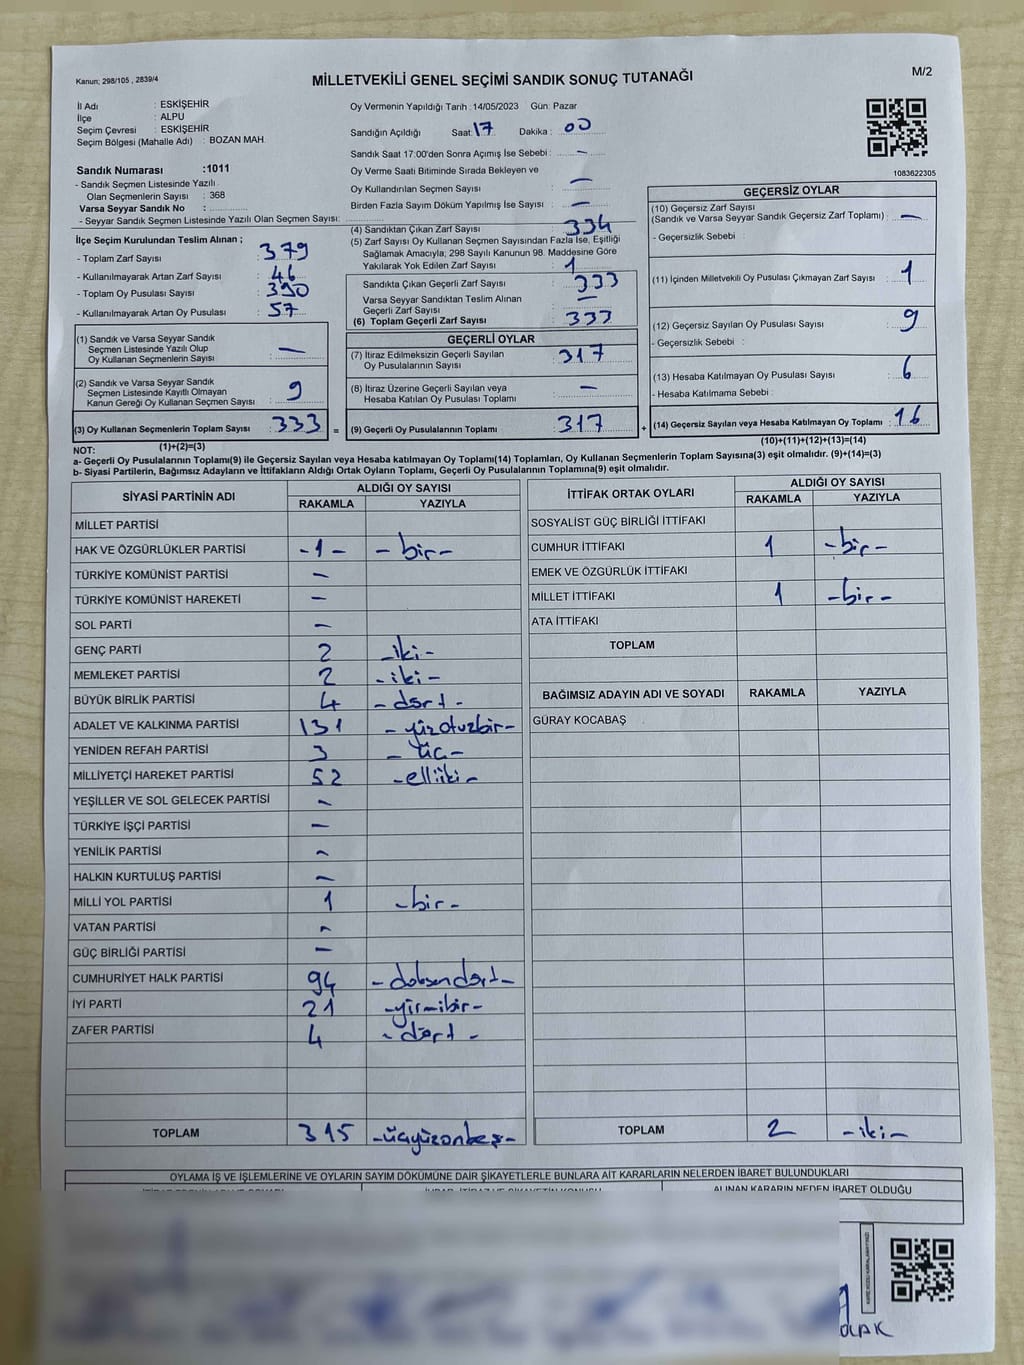 Kanun; 298/105 , 2839/4
MİLLETVEKİLİ GENEL SEÇİMİ SANDIK SONUÇ TUTANAĞI
M/2
İl Adı : ESKİŞEHİR
İlçe : ALPU
Seçim Çevresi : ESKİŞEHİR
Seçim Bölgesi (Mahalle Adı) : BOZAN MAH.
Oy Vermenin Yapıldığı Tarih :14/05/2023 Gün: Pazar
Sandığın Açıldığı Saat: 17 Dakika : 00
Sandık Saat 17:00'den Sonra Açımış İse Sebebi : -
Oy Verme Saati Bitiminde Sırada Bekleyen ve
Oy Kullandırılan Seçmen Sayısı : -
Birden Fazla Sayım Döküm Yapılmış İse Sayısı : -
1083622305
Sandık Numarası :1011
- Sandık Seçmen Listesinde Yazılı
Olan Seçmenlerin Sayısı : 368
Varsa Seyyar Sandık No :
- Seyyar Sandık Seçmen Listesinde Yazılı Olan Seçmen Sayısı:
İlçe Seçim Kurulundan Teslim Alınan ;
- Toplam Zarf Sayısı : 379
- Kullanılmayarak Artan Zarf Sayısı : 46
- Toplam Oy Pusulası Sayısı : 390
- Kullanılmayarak Artan Oy Pusulası : 57
(1) Sandık ve Varsa Seyyar Sandık
Seçmen Listesinde Yazılı Olup
Oy Kullanan Seçmenlerin Sayısı : -
(2) Sandık ve Varsa Seyyar Sandık
Seçmen Listesinde Kayıtlı Olmayan
Kanun Gereği Oy Kullanan Seçmen Sayısı : 9
(3) Oy Kullanan Seçmenlerin Toplam Sayısı : 333 =
(4) Sandıktan Çıkan Zarf Sayısı : 334
(5) Zarf Sayısı Oy Kullanan Seçmen Sayısından Fazla İse, Eşitliği
Sağlamak Amacıyla; 298 Sayılı Kanunun 98. Maddesine Göre
Yakılarak Yok Edilen Zarf Sayısı : 1
Sandıkta Çıkan Geçerli Zarf Sayısı : 333
Varsa Seyyar Sandıktan Teslim Alınan
Geçerli Zarf Sayısı : -
(6) Toplam Geçerli Zarf Sayısı : 333
GEÇERLİ OYLAR
(7) İtiraz Edilmeksizin Geçerli Sayılan
Oy Pusulalarının Sayısı : 317
(8) İtiraz Üzerine Geçerli Sayılan veya
Hesaba Katılan Oy Pusulası Toplamı : -
(9) Geçerli Oy Pusulalarının Toplamı : 317 +
GEÇERSİZ OYLAR
(10) Geçersiz Zarf Sayısı
(Sandık ve Varsa Seyyar Sandık Geçersiz Zarf Toplamı) : -
- Geçersizlik Sebebi :
(11) İçinden Milletvekili Oy Pusulası Çıkmayan Zarf Sayısı : 1
(12) Geçersiz Sayılan Oy Pusulası Sayısı : 9
- Geçersizlik Sebebi :
(13) Hesaba Katılmayan Oy Pusulası Sayısı : 6
- Hesaba Katılmama Sebebi :
(14) Geçersiz Sayılan veya Hesaba Katılmayan Oy Toplamı : 16
NOT: (1)+(2)=(3) (10)+(11)+(12)+(13)=(14)
a- Geçerli Oy Pusulalarının Toplamı(9) ile Geçersiz Sayılan veya Hesaba katılmayan Oy Toplamı(14) Toplamları, Oy Kullanan Seçmenlerin Toplam Sayısına(3) eşit olmalıdır. (9)+(14)=(3)
b- Siyasi Partilerin, Bağımsız Adayların ve İttifakların Aldığı Ortak Oyların Toplamı, Geçerli Oy Pusulalarının Toplamına(9) eşit olmalıdır.
SİYASİ PARTİNİN ADI ALDIĞI OY SAYISI
RAKAMLA YAZIYLA
MİLLET PARTİSİ
HAK VE ÖZGÜRLÜKLER PARTİSİ -1- -bir-
TÜRKİYE KOMÜNİST PARTİSİ -
TÜRKİYE KOMÜNİST HAREKETİ -
SOL PARTİ -
GENÇ PARTİ 2 -iki-
MEMLEKET PARTİSİ 2 -iki-
BÜYÜK BİRLİK PARTİSİ 4 -dört-
ADALET VE KALKINMA PARTİSİ 131 -yüzotuzbir-
YENİDEN REFAH PARTİSİ 3 -üç-
MİLLİYETÇİ HAREKET PARTİSİ 52 -elliiki-
YEŞİLLER VE SOL GELECEK PARTİSİ -
TÜRKİYE İŞÇİ PARTİSİ -
YENİLİK PARTİSİ -
HALKIN KURTULUŞ PARTİSİ -
MİLLİ YOL PARTİSİ 1 -bir-
VATAN PARTİSİ -
GÜÇ BİRLİĞİ PARTİSİ -
CUMHURİYET HALK PARTİSİ 94 -doksandört-
İYİ PARTİ 21 -yirmibir-
ZAFER PARTİSİ 4 -dört-
TOPLAM 315 -üçyüzonbeş-
İTTİFAK ORTAK OYLARI ALDIĞI OY SAYISI
RAKAMLA YAZIYLA
SOSYALİST GÜÇ BİRLİĞİ İTTİFAKI
CUMHUR İTTİFAKI 1 -bir-
EMEK VE ÖZGÜRLÜK İTTİFAKI
MİLLET İTTİFAKI 1 -bir-
ATA İTTİFAKI
TOPLAM
BAĞIMSIZ ADAYIN ADI VE SOYADI RAKAMLA YAZIYLA
GÜRAY KOCABAŞ
TOPLAM 2 -iki-
OYLAMA İŞ VE İŞLEMLERİNE VE OYLARIN SAYIM DÖKÜMÜNE DAİR ŞİKAYETLERLE BUNLARA AİT KARARLARIN NELERDEN İBARET BULUNDUKLARI
ALINAN KARARIN NEDEN İBARET OLDUĞU